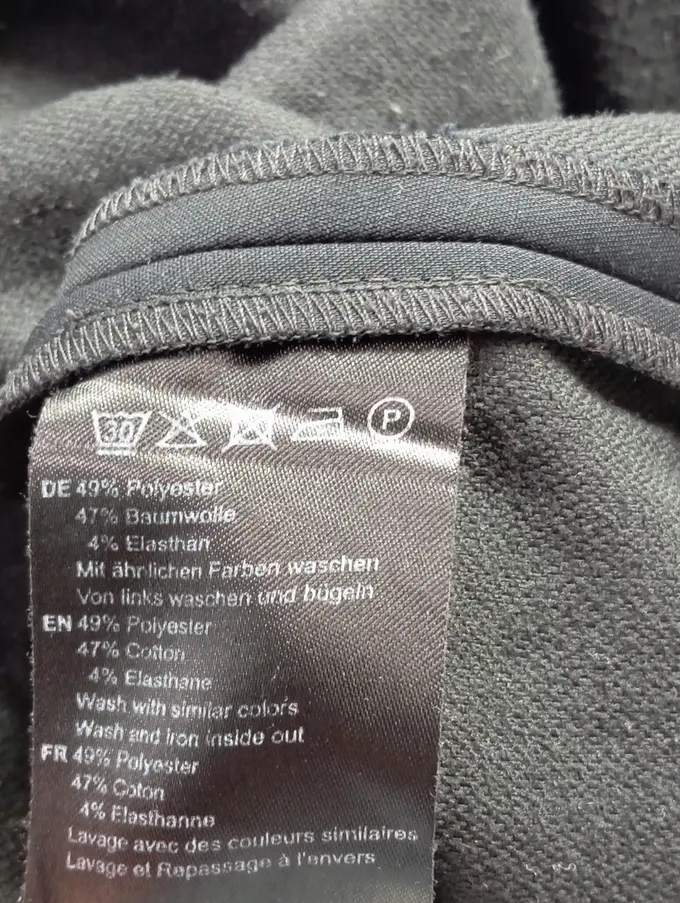 30 P
DE 49% Polyester
47% Baumwolle
4% Elasthan
Mit ähnlichen Farben waschen
Von links waschen und bügeln
EN 49% Polyester
47% Cotton
4% Elasthane
Wash with similar colors
Wash and iron inside out
FR 49% Polyester
47% Coton
4% Elasthanne
Lavage avec des couleurs similaires
Lavage et Repassage à l'envers